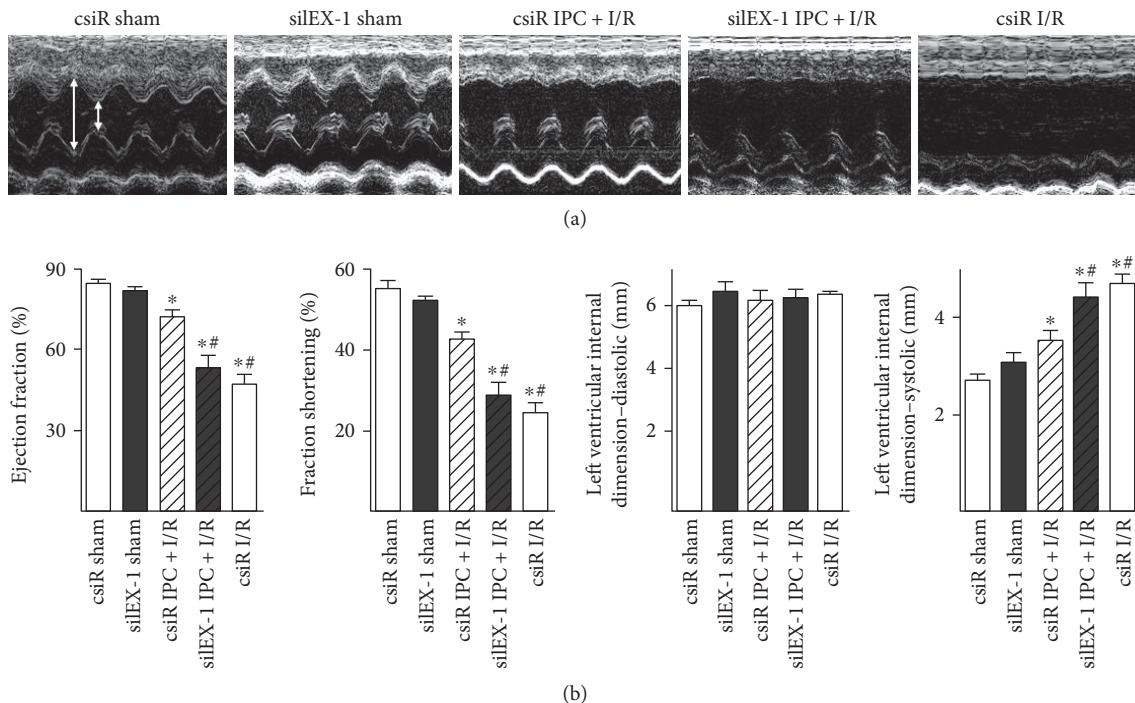 csiR sham
silEX-1 sham
csiR IPC + I/R
silEX-1 IPC + I/R
csiR I/R
(a)
Ejection fraction (%)
90
60
30
*
*#
*#
csiR sham
silEX-1 sham
csiR IPC + I/R
silEX-1 IPC + I/R
csiR I/R
Fraction shortening (%)
60
40
20
*
*#
*#
csiR sham
silEX-1 sham
csiR IPC + I/R
silEX-1 IPC + I/R
csiR I/R
Left ventricular internal
dimension–diastolic (mm)
6
4
2
csiR sham
silEX-1 sham
csiR IPC + I/R
silEX-1 IPC + I/R
csiR I/R
Left ventricular internal
dimension–systolic (mm)
4
2
*
*#
*#
csiR sham
silEX-1 sham
csiR IPC + I/R
silEX-1 IPC + I/R
csiR I/R
(b)